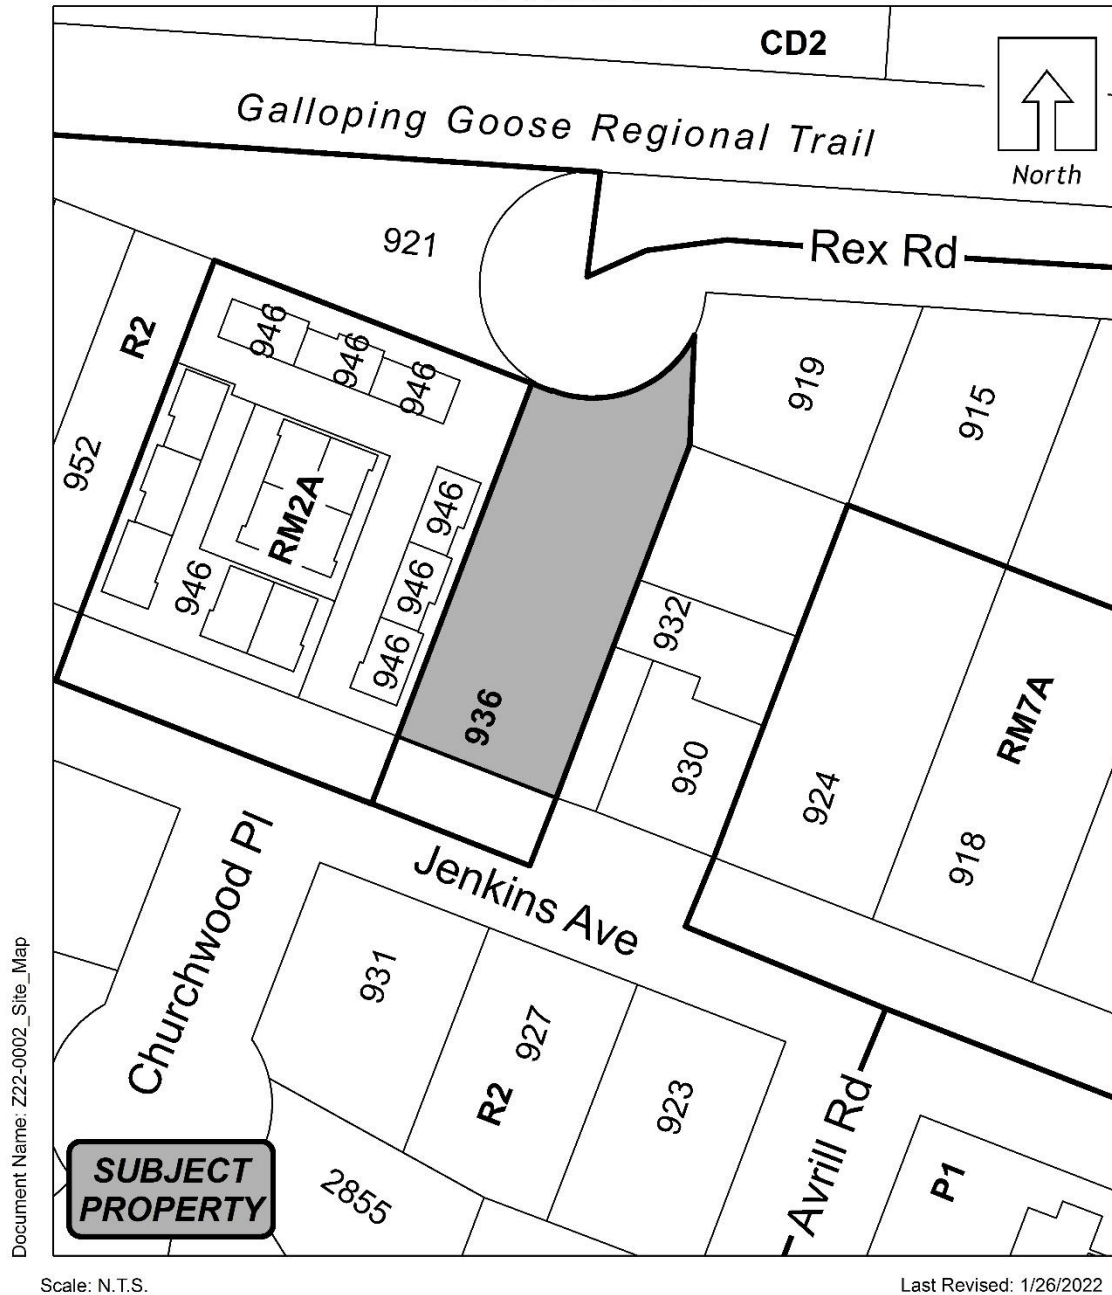 CD2
Galloping Goose Regional Trail
North
921
Rex Rd
R2
946
946
946
919
915
952
RM2A
946
946
946
946
932
936
930
RM7A
924
918
Jenkins Ave
Churchwood Pl
931
927
R2
923
Avrill Rd
P1
2855
SUBJECT
PROPERTY
Document Name: Z22-0002_Site_Map
Scale: N.T.S.
Last Revised: 1/26/2022